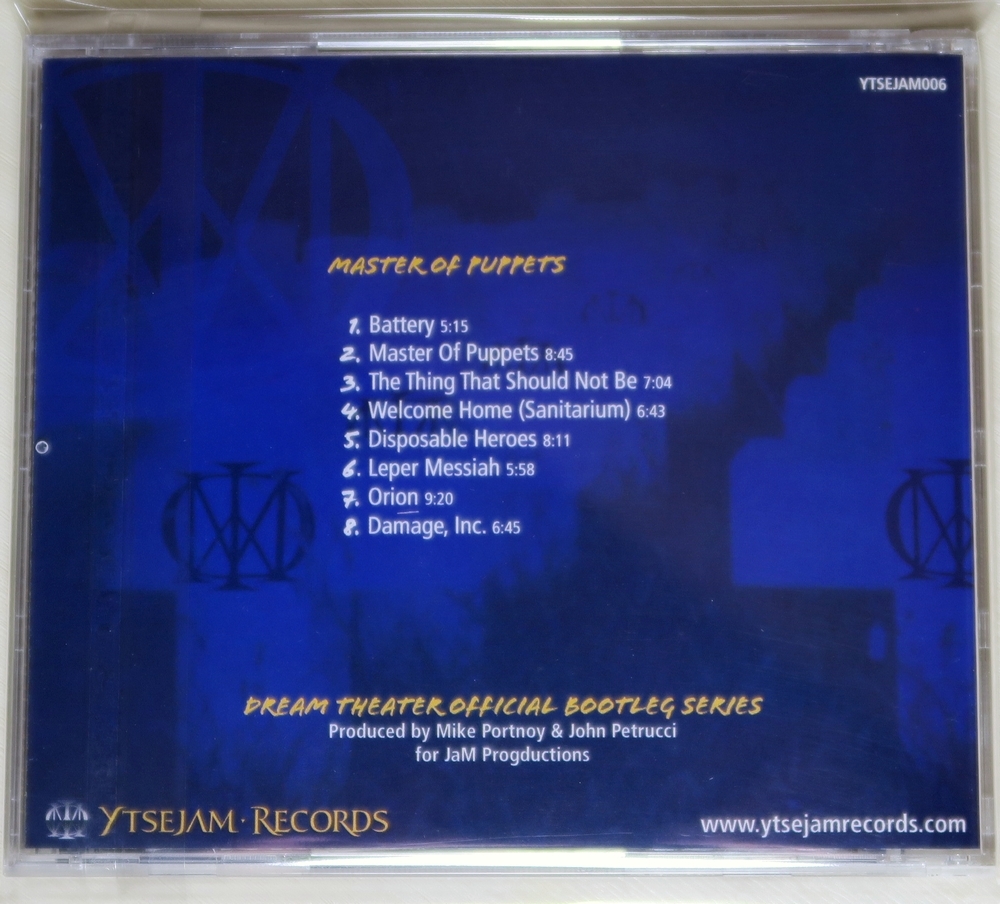 YTSEJAM006
MASTER OF PUPPETS
1. Battery 5:15
2. Master Of Puppets 8:45
3. The Thing That Should Not Be 7:04
4. Welcome Home (Sanitarium) 6:43
5. Disposable Heroes 8:11
6. Leper Messiah 5:58
7. Orion 9:20
8. Damage, Inc. 6:45
DREAM THEATER OFFICIAL BOOTLEG SERIES
Produced by Mike Portnoy & John Petrucci
for JaM Progductions
YTSEJAM · RECORDS
www.ytsejamrecords.com